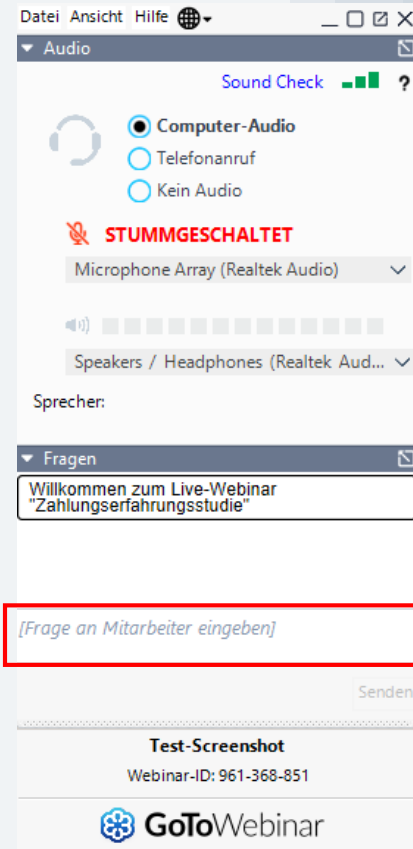 Datei Ansicht Hilfe
Audio
Sound Check ?
Computer-Audio
Telefonanruf
Kein Audio
STUMMGESCHALTET
Microphone Array (Realtek Audio)
Speakers / Headphones (Realtek Aud...
Sprecher:
Fragen
Willkommen zum Live-Webinar
"Zahlungserfahrungsstudie"
[Frage an Mitarbeiter eingeben]
Senden
Test-Screenshot
Webinar-ID: 961-368-851
GoToWebinar